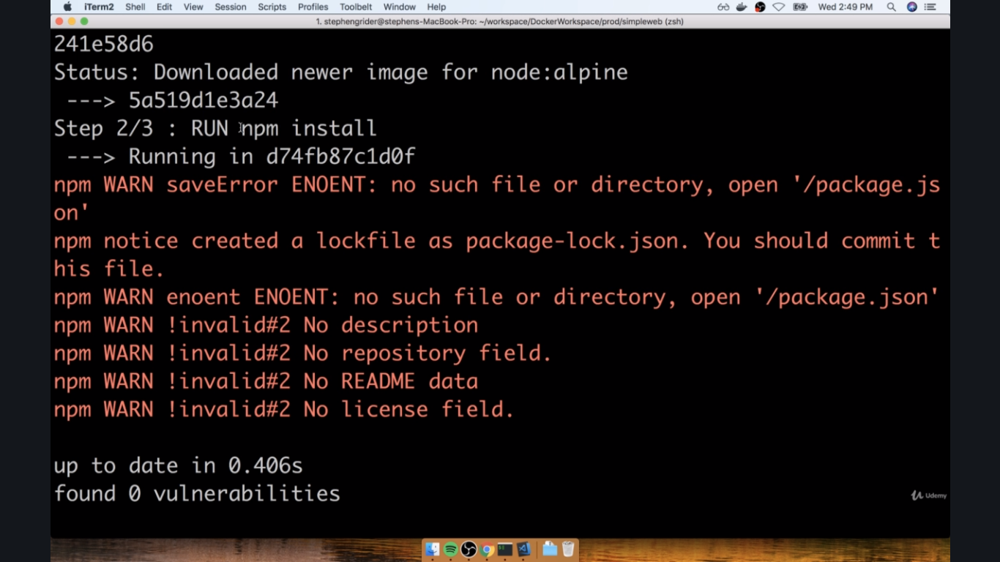 iTerm2 Shell Edit View Session Scripts Profiles Toolbelt Window Help Wed 2:49 PM
1. stephengrider@stephens-MacBook-Pro: ~/workspace/DockerWorkspace/prod/simpleweb (zsh)
241e58d6
Status: Downloaded newer image for node:alpine
---> 5a519d1e3a24
Step 2/3 : RUN npm install
---> Running in d74fb87c1d0f
npm WARN saveError ENOENT: no such file or directory, open '/package.js
on'
npm notice created a lockfile as package-lock.json. You should commit t
his file.
npm WARN enoent ENOENT: no such file or directory, open '/package.json'
npm WARN !invalid#2 No description
npm WARN !invalid#2 No repository field.
npm WARN !invalid#2 No README data
npm WARN !invalid#2 No license field.
up to date in 0.406s
found 0 vulnerabilities
Udemy